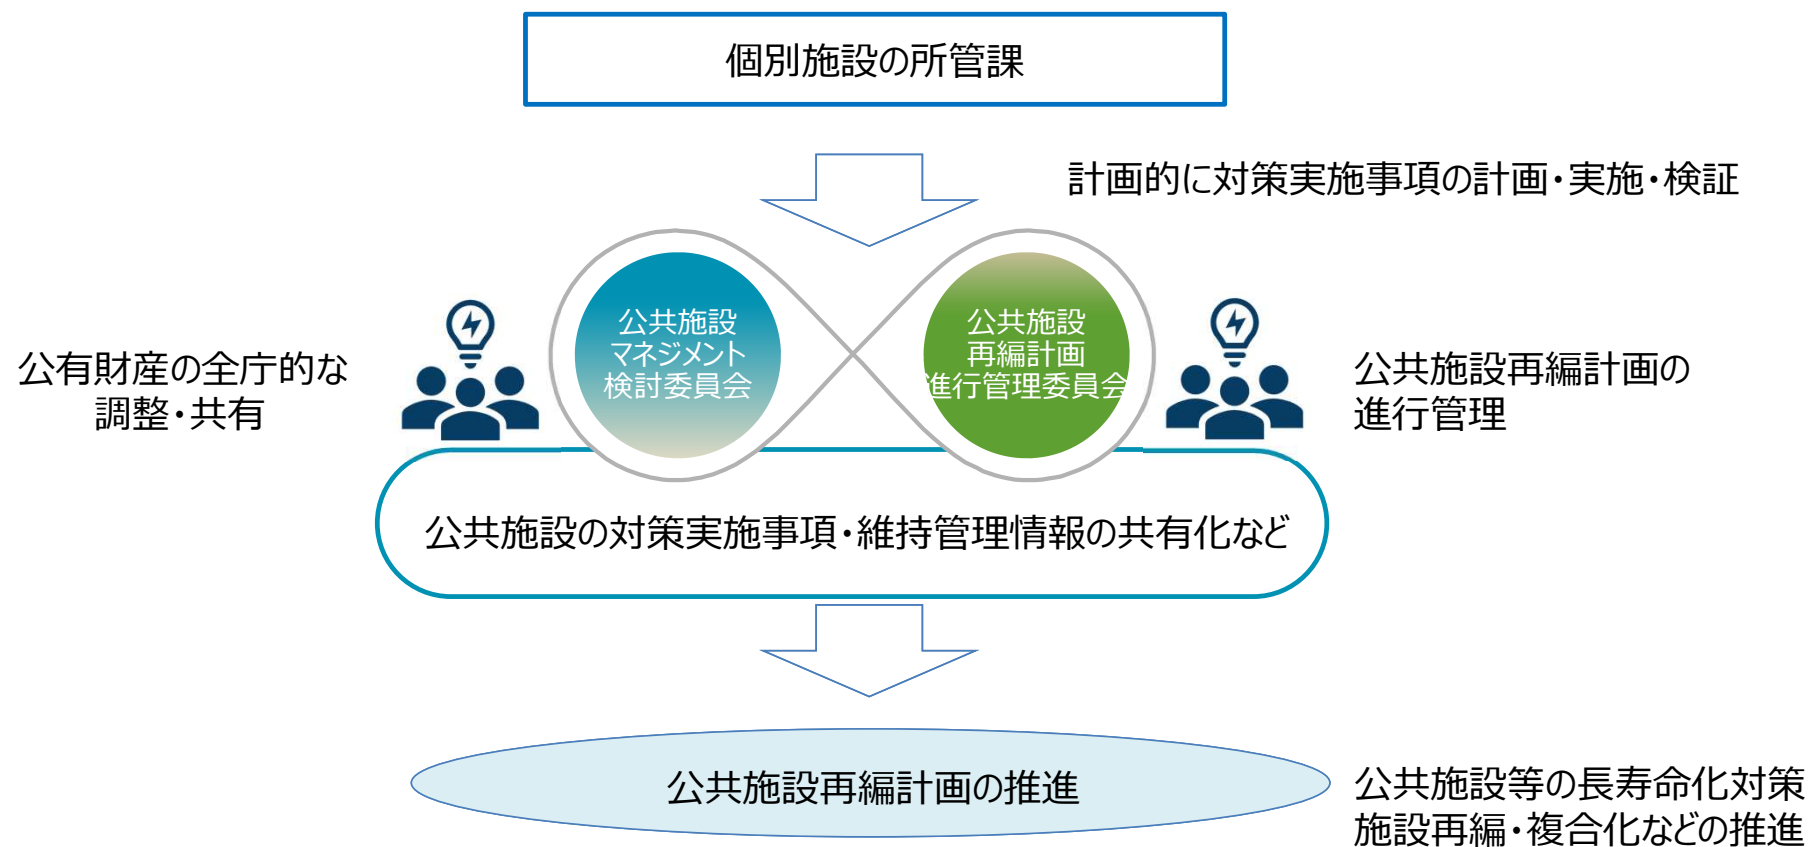 個別施設の所管課
計画的に対策実施事項の計画・実施・検証
公有財産の全庁的な
調整・共有
公共施設
マネジメント
検討委員会
公共施設
再編計画
進行管理委員会
公共施設再編計画の
進行管理
公共施設の対策実施事項・維持管理情報の共有化など
公共施設再編計画の推進
公共施設等の長寿命化対策
施設再編・複合化などの推進